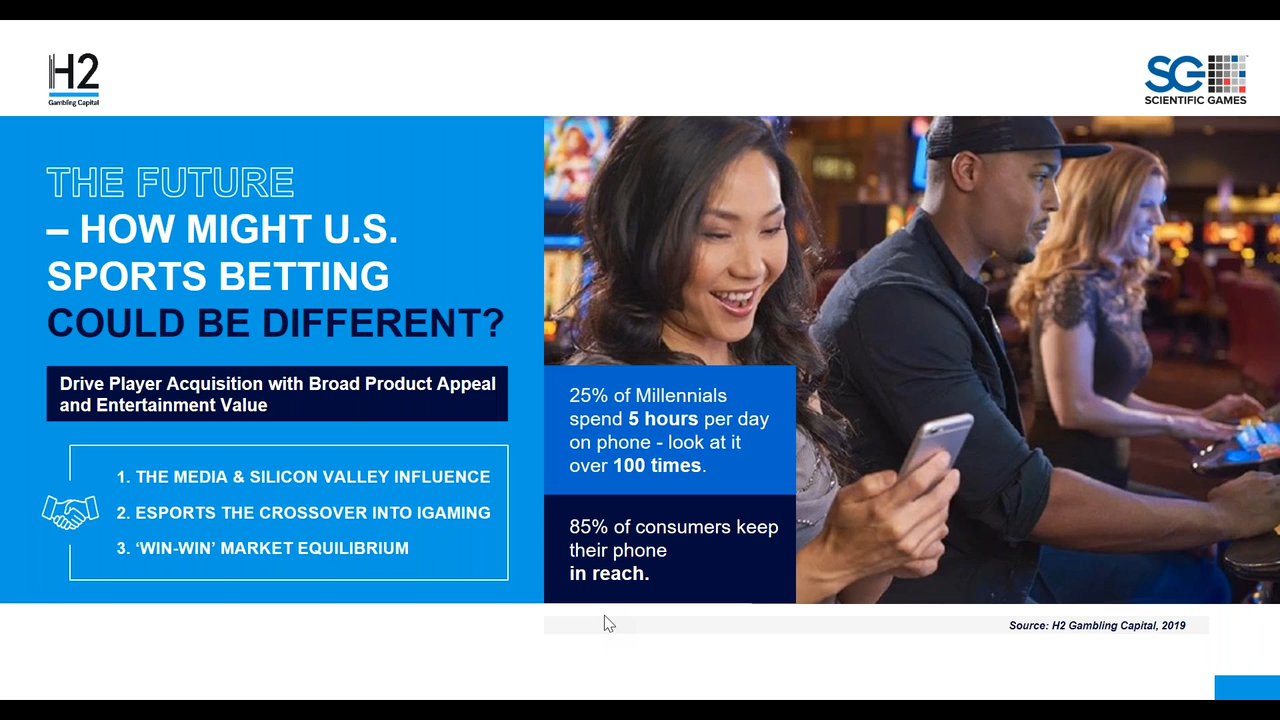 H2
Gambling Capital
SG
SCIENTIFIC GAMES
THE FUTURE
– HOW MIGHT U.S.
SPORTS BETTING
COULD BE DIFFERENT?
Drive Player Acquisition with Broad Product Appeal
and Entertainment Value
1. THE MEDIA & SILICON VALLEY INFLUENCE
2. ESPORTS THE CROSSOVER INTO IGAMING
3. ‘WIN-WIN’ MARKET EQUILIBRIUM
25% of Millennials
spend 5 hours per day
on phone - look at it
over 100 times.
85% of consumers keep
their phone
in reach.
Source: H2 Gambling Capital, 2019